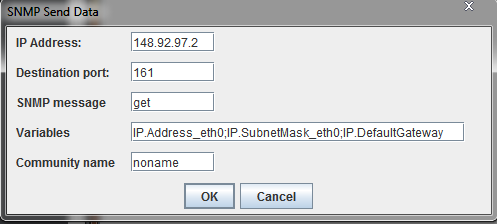 SNMP Send Data
IP Address: 148.92.97.2
Destination port: 161
SNMP message get
Variables IP.Address_eth0;IP.SubnetMask_eth0;IP.DefaultGateway
Community name noname
OK Cancel